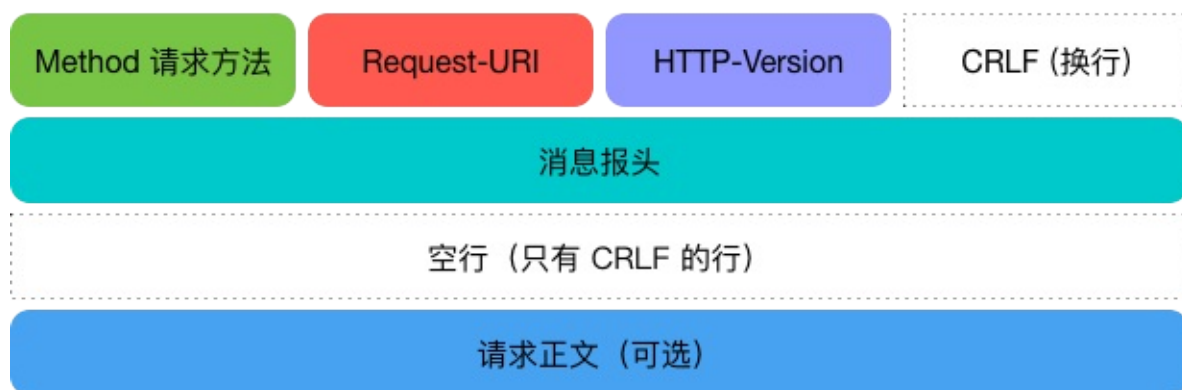 Method 请求方法 Request-URI HTTP-Version CRLF (换行)
消息报头
空行（只有 CRLF 的行）
请求正文（可选）